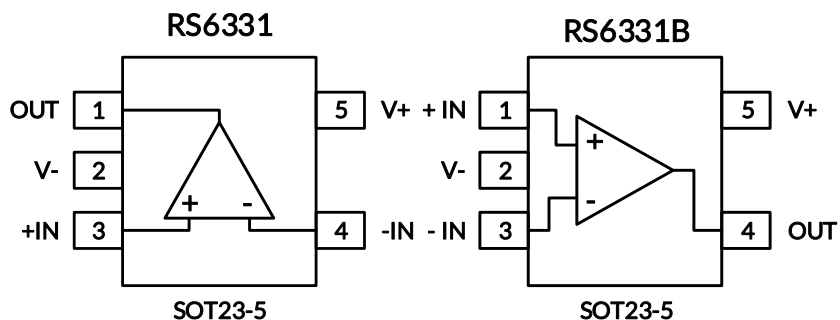 RS6331
OUT 1 5 V+
V- 2
+ -
+IN 3 4 -IN
SOT23-5
RS6331B
+ IN 1 5 V+
+
V- 2
-
- IN 3 4 OUT
SOT23-5